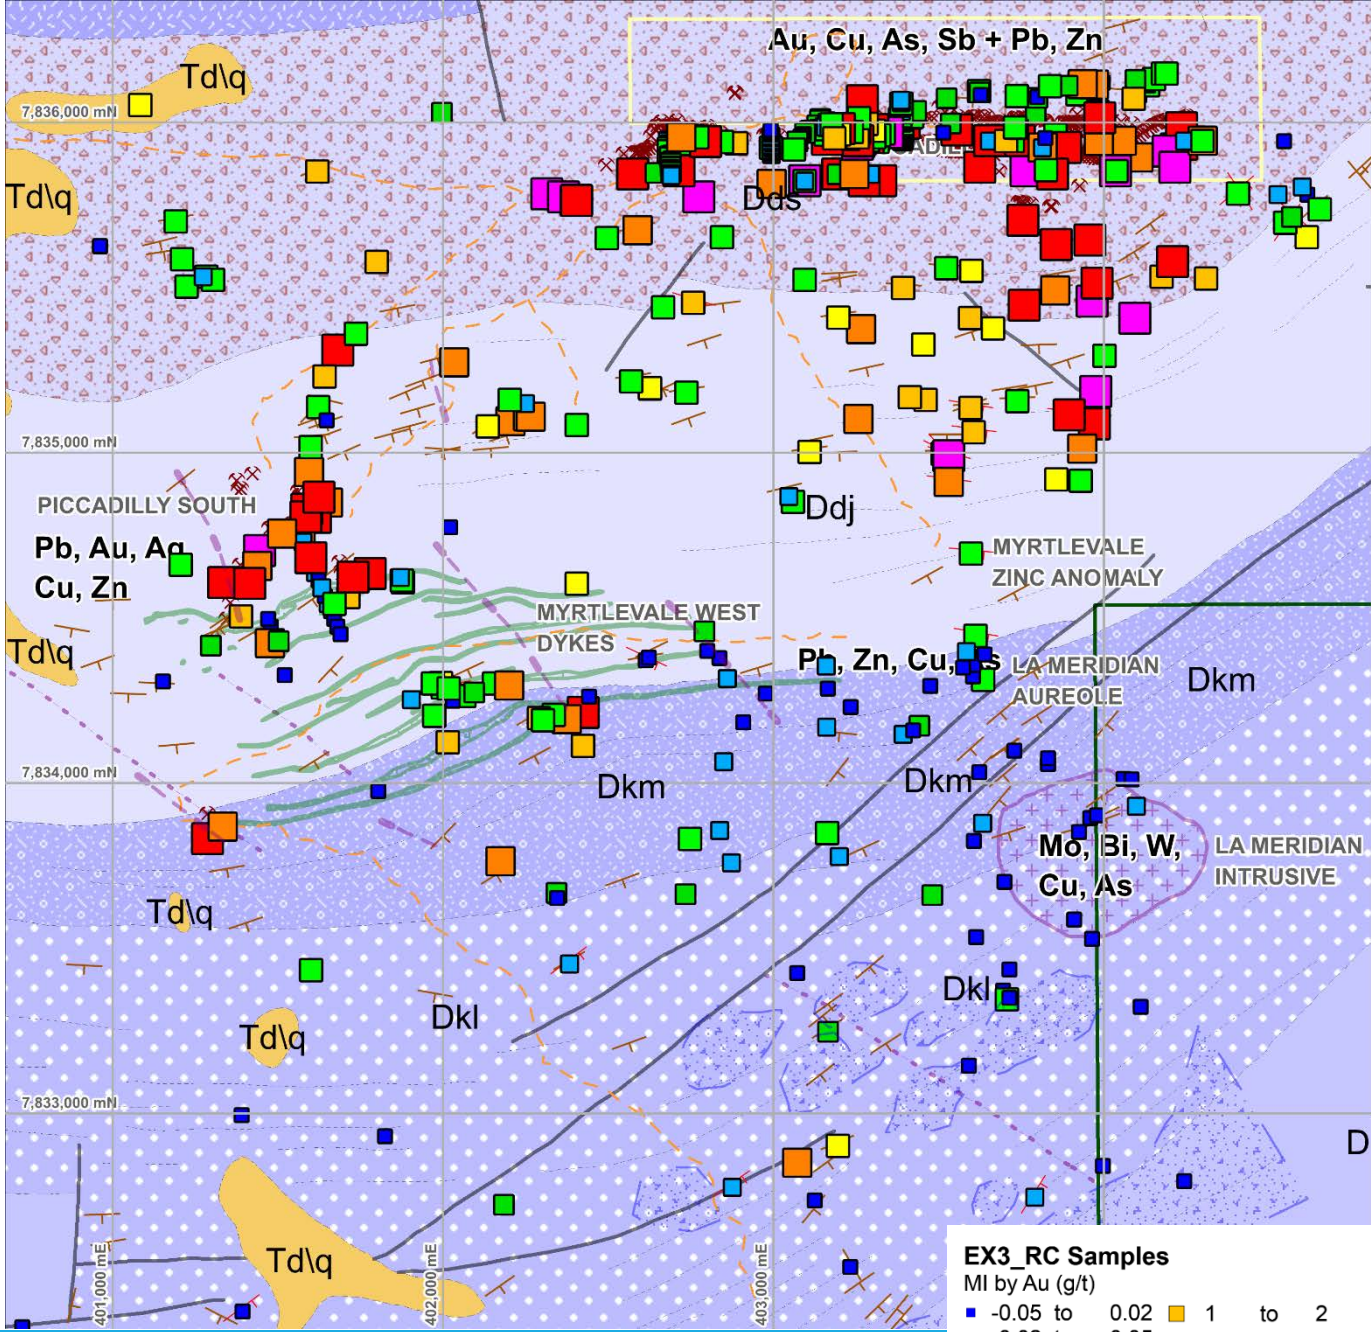 Au, Cu, As, Sb + Pb, Zn
Td\q
7,836,000 mN
Td\q
Dds
7,835,000 mN
PICCADILLY SOUTH
Pb, Au, Ag
Cu, Zn
Ddj
MYRTLEVALE
ZINC ANOMALY
MYRTLEVALE WEST
DYKES
Td\q
Pb, Zn, Cu, As
LA MERIDIAN
AUREOLE
Dkm
7,834,000 mN
Dkm
Dkm
Mo, Bi, W,
Cu, As
LA MERIDIAN
INTRUSIVE
Td\q
Dkl
Dkl
Td\q
7,833,000 mN
D
Td\q
401,000 mE
402,000 mE
403,000 mE
EX3_RC Samples
MI by Au (g/t)
-0.05 to 0.02 1 to 2